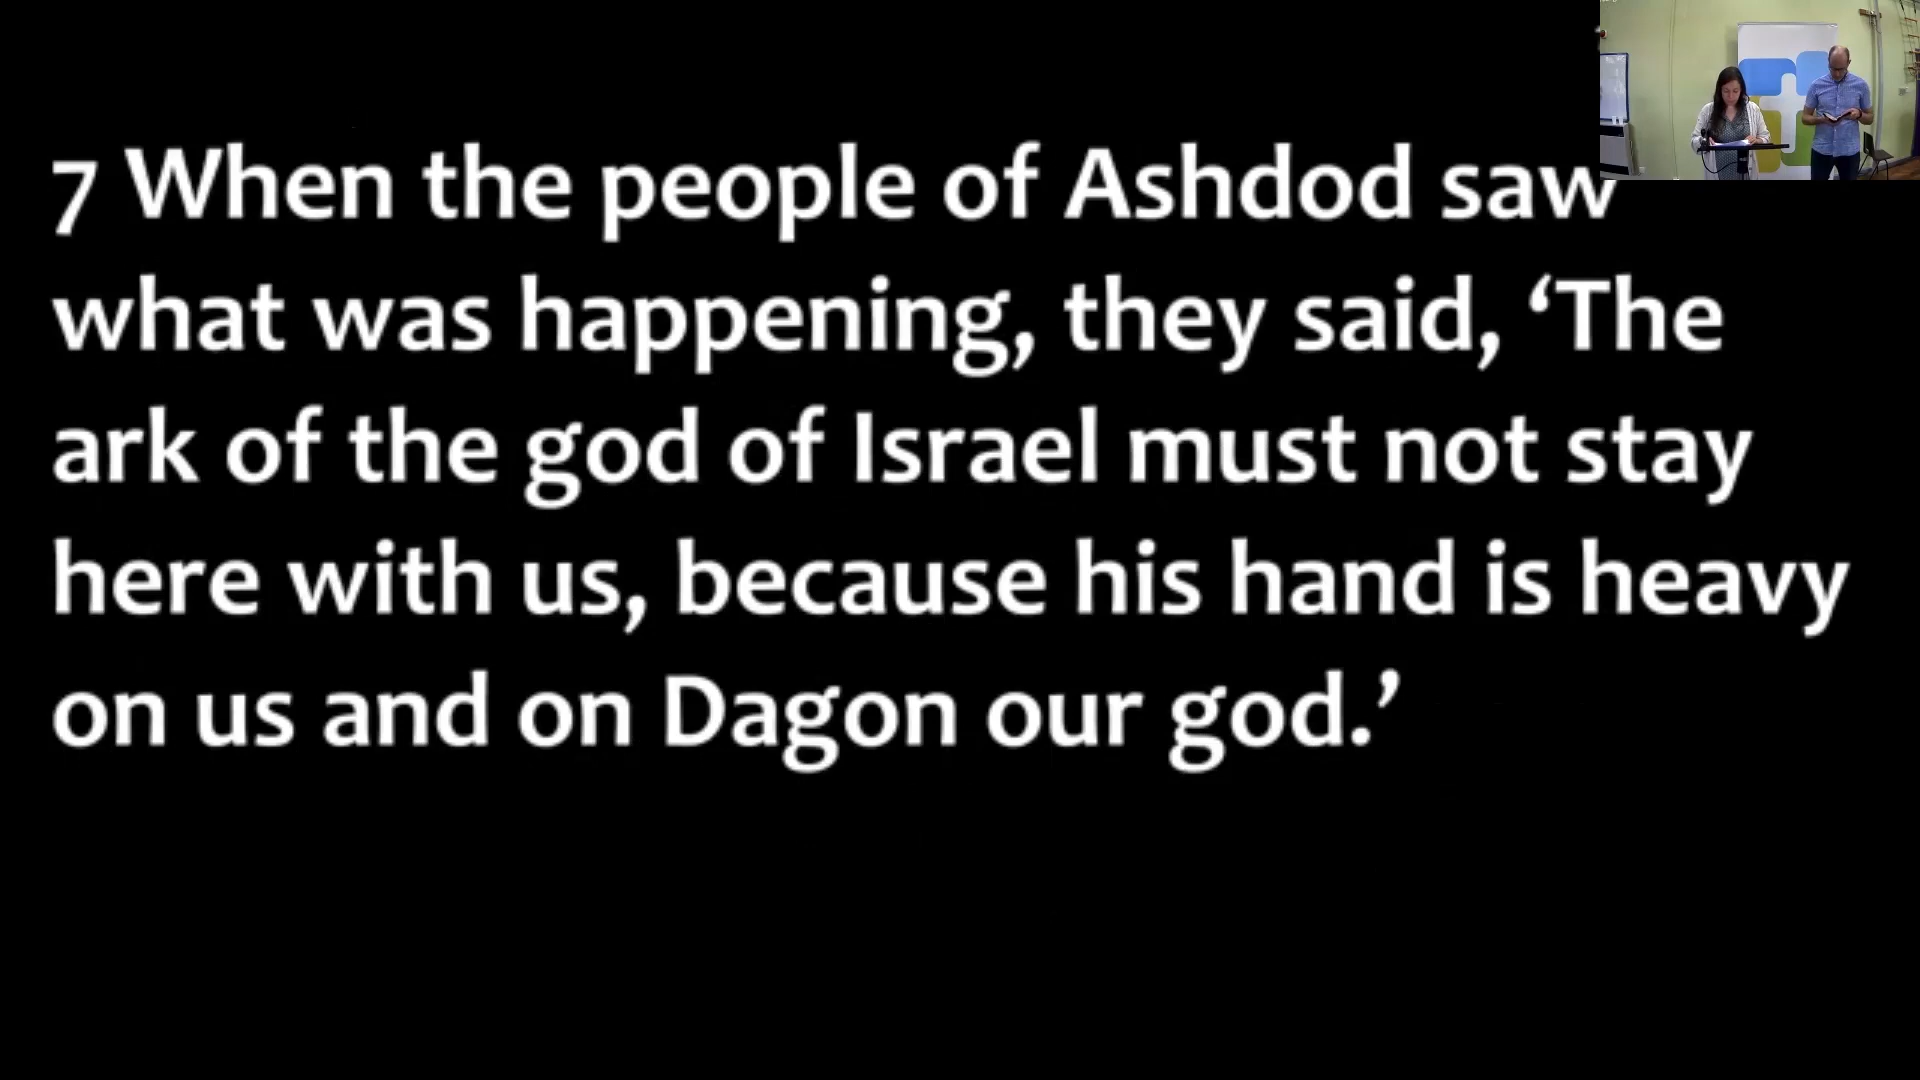 7 When the people of Ashdod saw
what was happening, they said, ‘The
ark of the god of Israel must not stay
here with us, because his hand is heavy
on us and on Dagon our god.’